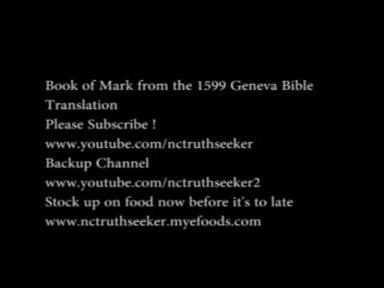 Book of Mark from the 1599 Geneva Bible
Translation
Please Subscribe !
www.youtube.com/nctruthseeker
Backup Channel
www.youtube.com/nctruthseeker2
Stock up on food now before it's to late
www.nctruthseeker.myefoods.com